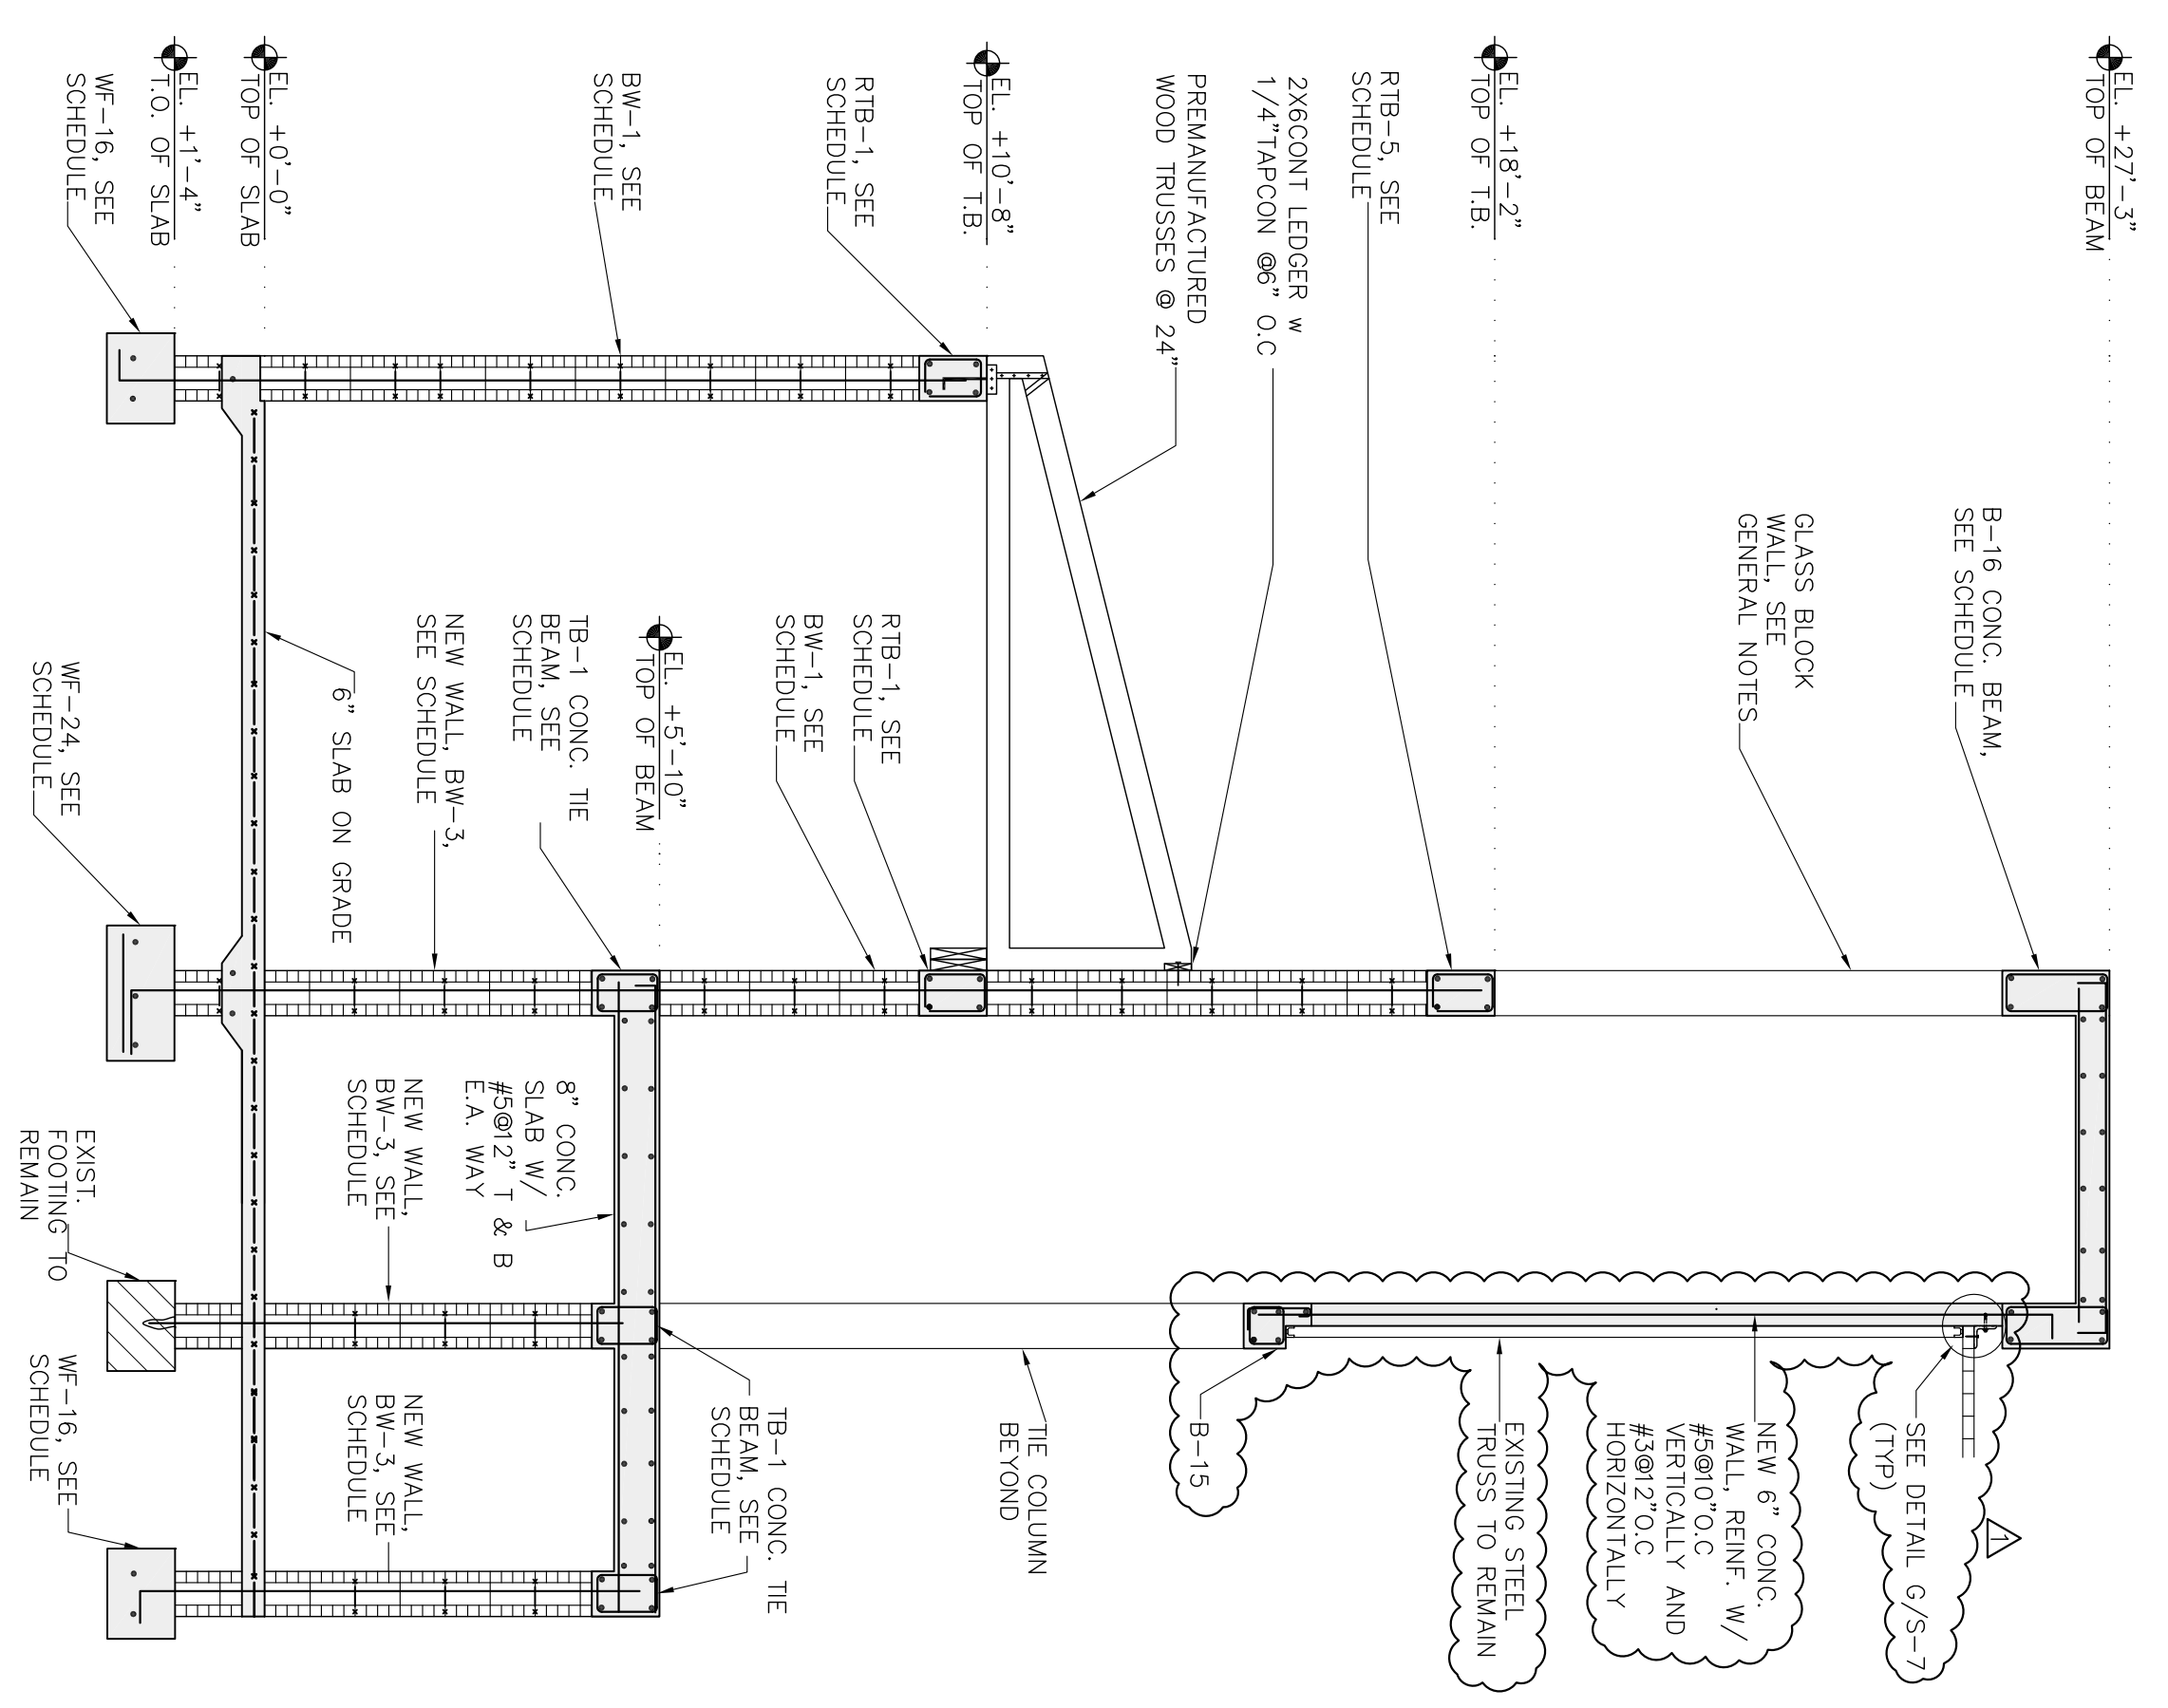 EL. +27'-3"
TOP OF BEAM
EL. +18'-2"
TOP OF T.B.
RTB-5, SEE
SCHEDULE
2X6CONT LEDGER w
1/4"TAPCON @6" O.C
PREMANUFACTURED
WOOD TRUSSES @ 24"
EL. +10'-8"
TOP OF T.B.
RTB-1, SEE
SCHEDULE
BW-1, SEE
SCHEDULE
EL. +0'-0"
TOP OF SLAB
EL. +1'-4"
T.O. OF SLAB
WF-16, SEE
SCHEDULE
B-16 CONC. BEAM,
SEE SCHEDULE
GLASS BLOCK
WALL, SEE
GENERAL NOTES
RTB-1, SEE
SCHEDULE
BW-1, SEE
SCHEDULE
EL. +5'-10"
TOP OF BEAM
TB-1 CONC. TIE
BEAM, SEE
SCHEDULE
NEW WALL, BW-3,
SEE SCHEDULE
6" SLAB ON GRADE
WF-24, SEE
SCHEDULE
8" CONC.
SLAB W/
#5@12" T & B
E.A. WAY
NEW WALL,
BW-3, SEE
SCHEDULE
EXIST.
FOOTING TO
REMAIN
1
SEE DETAIL G/S-7
(TYP)
NEW 6" CONC.
WALL, REINF. W/
#5@10"O.C
VERTICALLY AND
#3@12"O.C
HORIZONTALLY
EXISTING STEEL
TRUSS TO REMAIN
B-15
TIE COLUMN
BEYOND
TB-1 CONC. TIE
BEAM, SEE
SCHEDULE
NEW WALL,
BW-3, SEE
SCHEDULE
WF-16, SEE
SCHEDULE